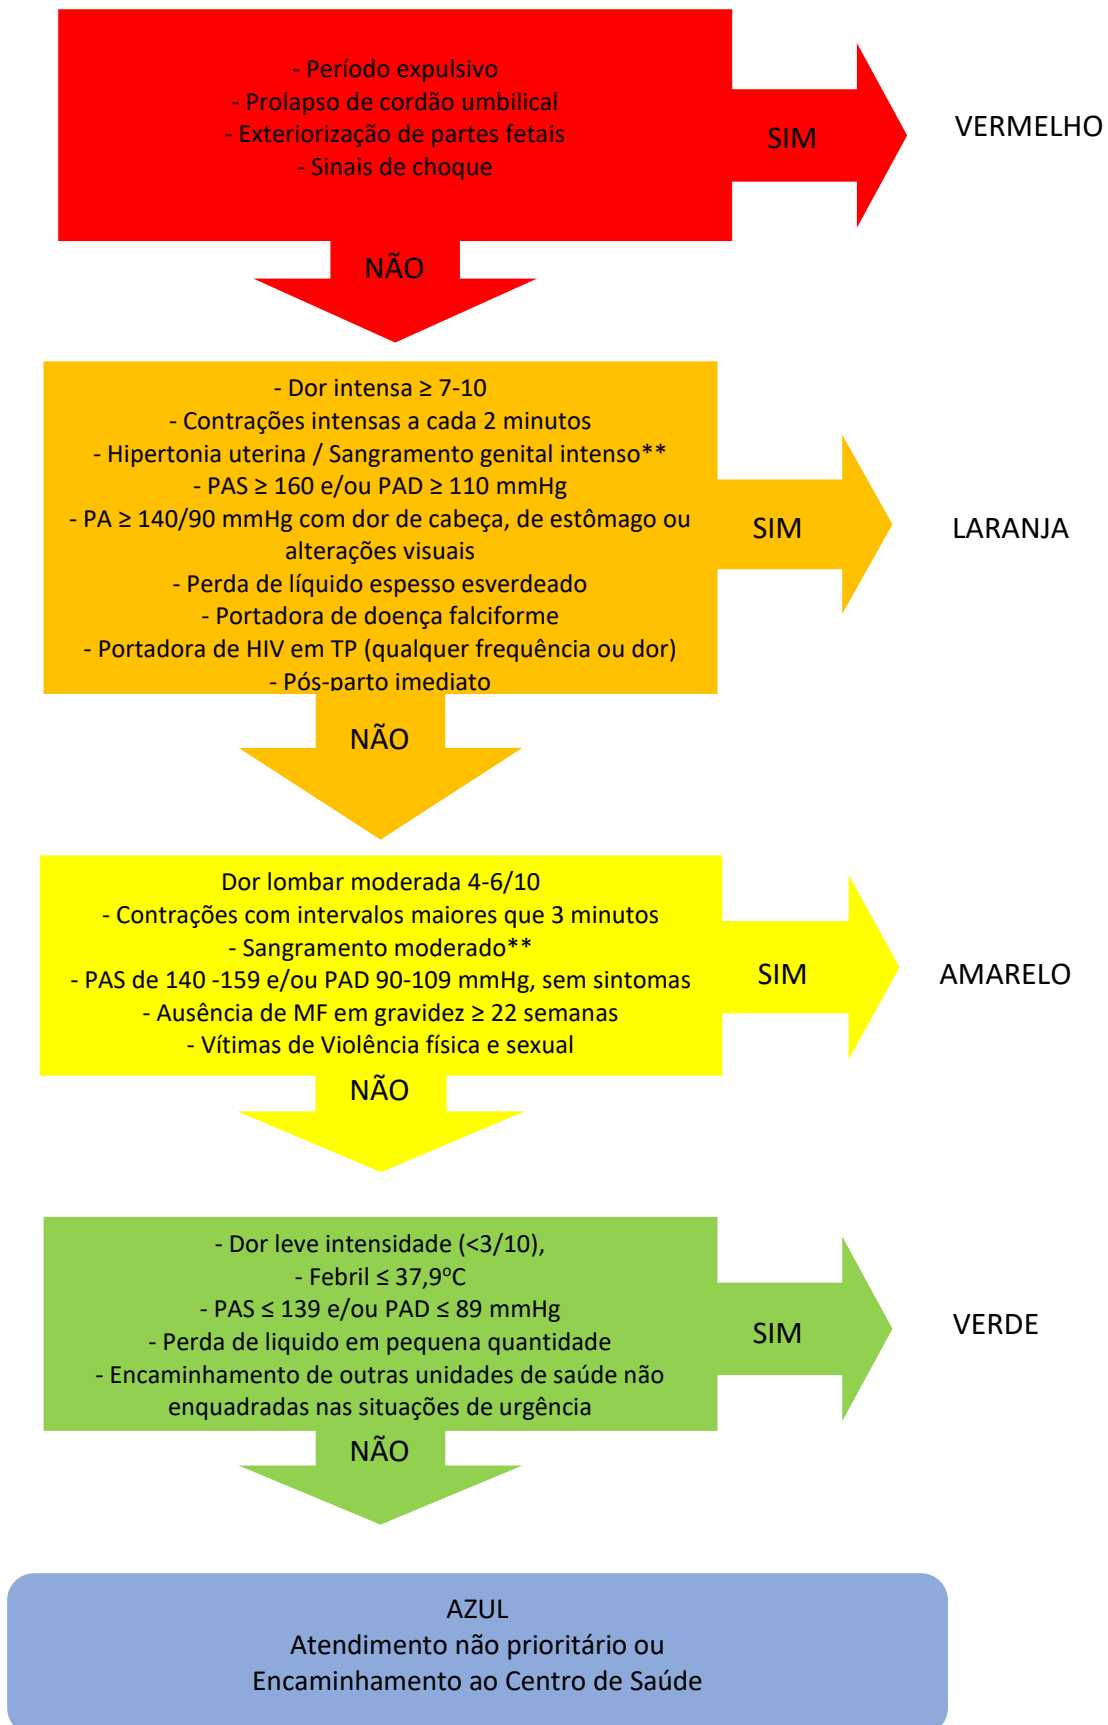 - Período expulsivo
- Prolapso de cordão umbilical
- Exteriorização de partes fetais
- Sinais de choque
SIM
VERMELHO
NÃO
- Dor intensa ≥ 7-10
- Contrações intensas a cada 2 minutos
- Hipertonia uterina / Sangramento genital intenso**
- PAS ≥ 160 e/ou PAD ≥ 110 mmHg
- PA ≥ 140/90 mmHg com dor de cabeça, de estômago ou
alterações visuais
- Perda de líquido espesso esverdeado
- Portadora de doença falciforme
- Portadora de HIV em TP (qualquer frequência ou dor)
- Pós-parto imediato
SIM
LARANJA
NÃO
Dor lombar moderada 4-6/10
- Contrações com intervalos maiores que 3 minutos
- Sangramento moderado**
- PAS de 140 -159 e/ou PAD 90-109 mmHg, sem sintomas
- Ausência de MF em gravidez ≥ 22 semanas
- Vítimas de Violência física e sexual
SIM
AMARELO
NÃO
- Dor leve intensidade (<3/10),
- Febril ≤ 37,9ºC
- PAS ≤ 139 e/ou PAD ≤ 89 mmHg
- Perda de liquido em pequena quantidade
- Encaminhamento de outras unidades de saúde não
enquadradas nas situações de urgência
SIM
VERDE
NÃO
AZUL
Atendimento não prioritário ou
Encaminhamento ao Centro de Saúde